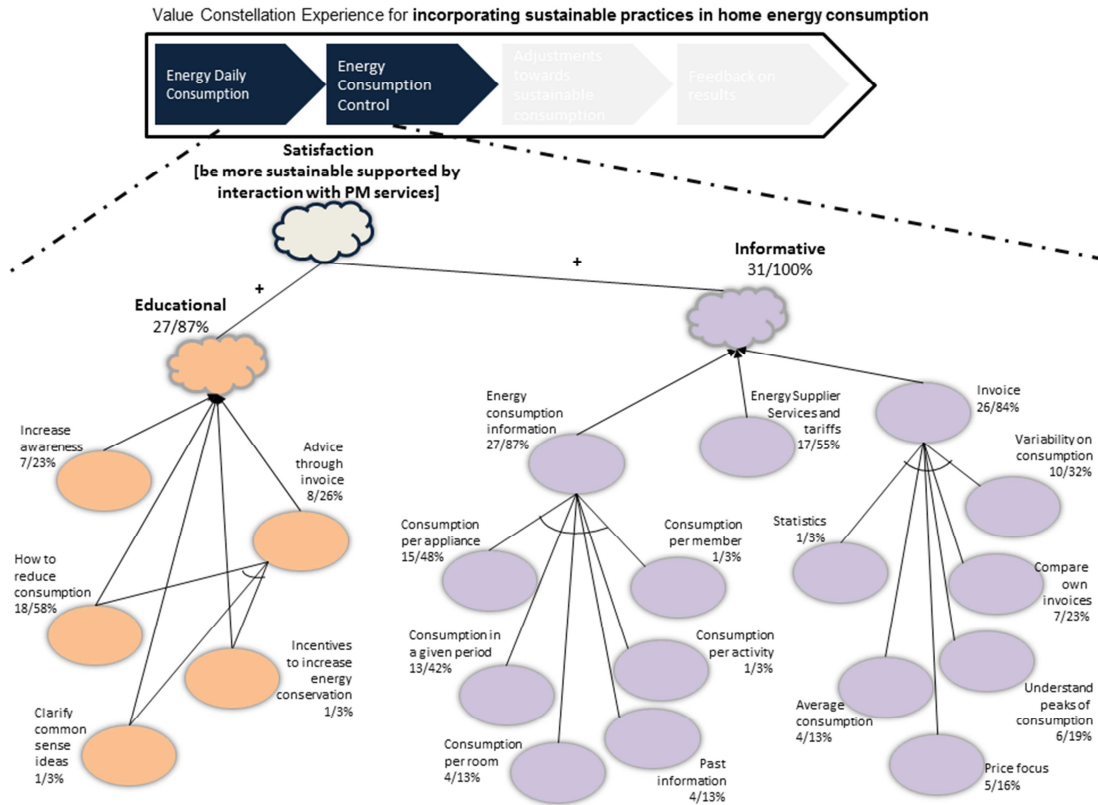 Value Constellation Experience for incorporating sustainable practices in home energy consumption
Energy Daily
Consumption
Energy
Consumption
Control
Adjustments
towards
sustainable
consumption
Feedback on
results
Satisfaction
[be more sustainable supported by
interaction with PM services]
+
+
Informative
31/100%
Educational
27/87%
Increase
awareness
7/23%
Advice
through
invoice
8/26%
How to
reduce
consumption
18/58%
Incentives
to increase
energy
conservation
1/3%
Clarify
common
sense
ideas
1/3%
Energy
consumption
information
27/87%
Energy Supplier
Services and
tariffs
17/55%
Invoice
26/84%
Consumption
per appliance
15/48%
Consumption
per member
1/3%
Consumption in
a given period
13/42%
Consumption
per activity
1/3%
Consumption
per room
4/13%
Past
information
4/13%
Variability on
consumption
10/32%
Statistics
1/3%
Compare
own
invoices
7/23%
Average
consumption
4/13%
Understand
peaks of
consumption
6/19%
Price focus
5/16%